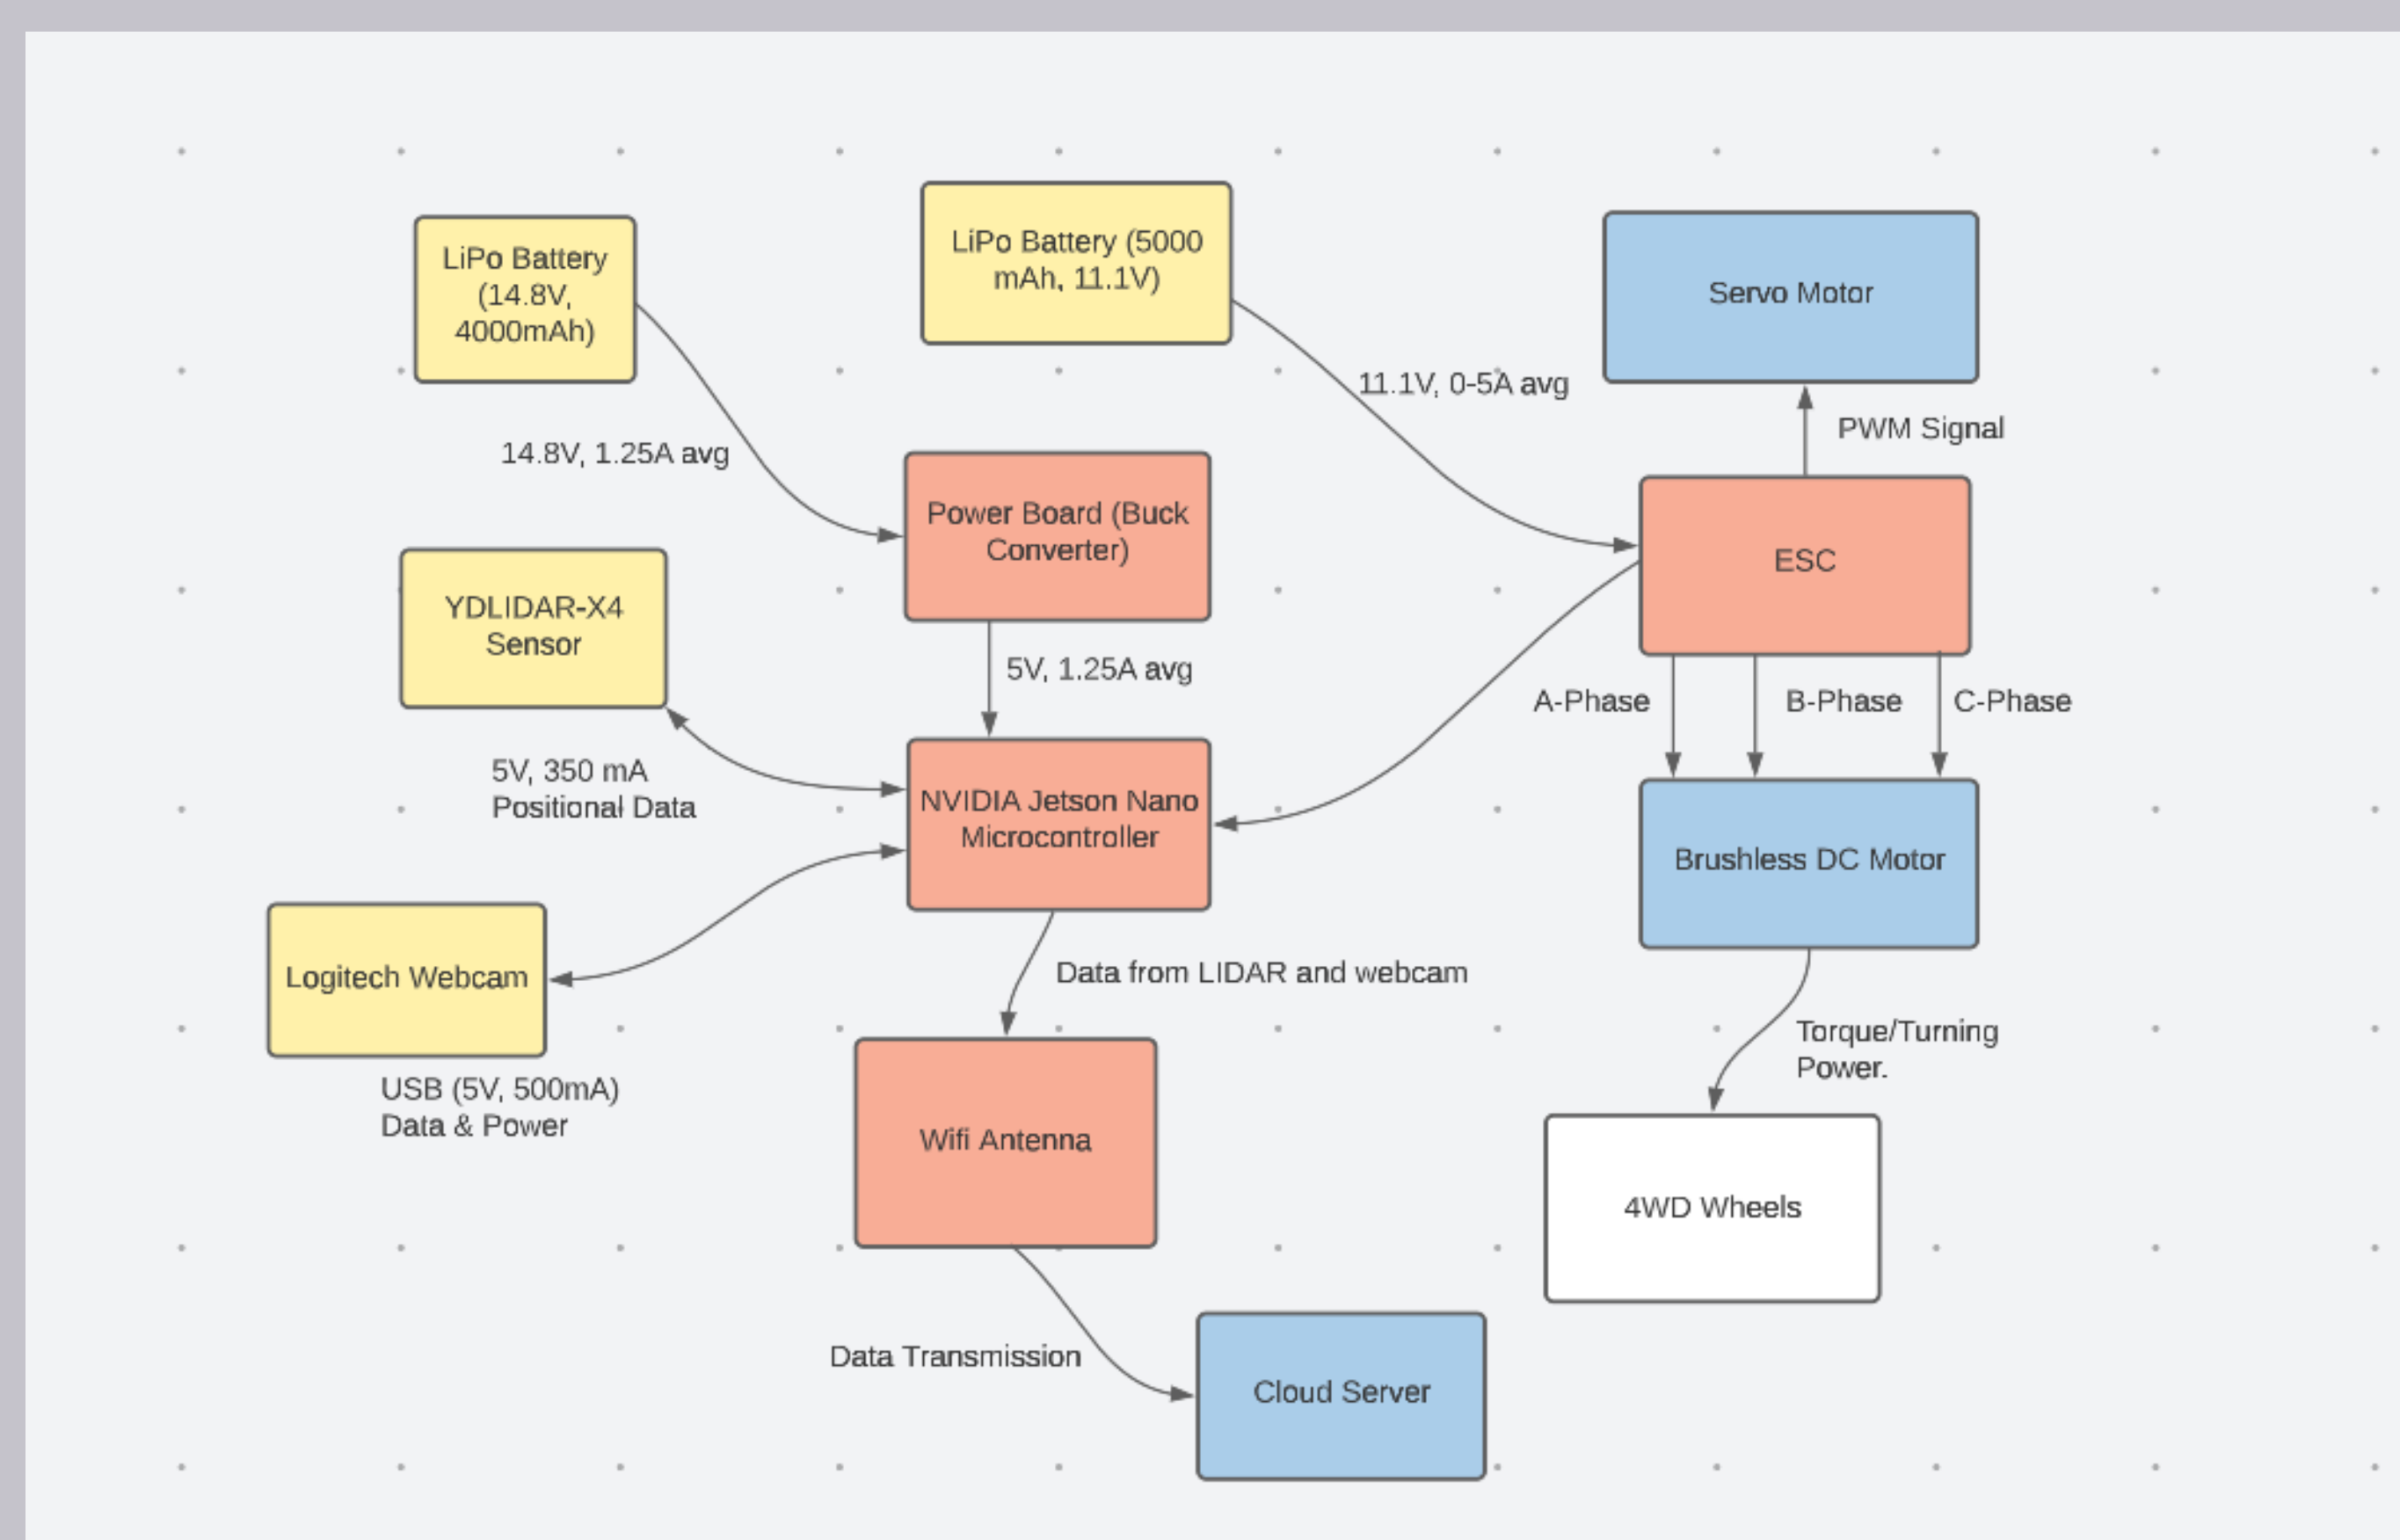 LiPo Battery
(14.8V,
4000mAh)
LiPo Battery (5000
mAh, 11.1V)
Servo Motor
11.1V, 0-5A avg
PWM Signal
14.8V, 1.25A avg
Power Board (Buck
Converter)
ESC
YDLIDAR-X4
Sensor
5V, 1.25A avg
A-Phase
B-Phase
C-Phase
5V, 350 mA
Positional Data
NVIDIA Jetson Nano
Microcontroller
Brushless DC Motor
Logitech Webcam
Data from LIDAR and webcam
Torque/Turning
Power.
USB (5V, 500mA)
Data & Power
Wifi Antenna
4WD Wheels
Data Transmission
Cloud Server